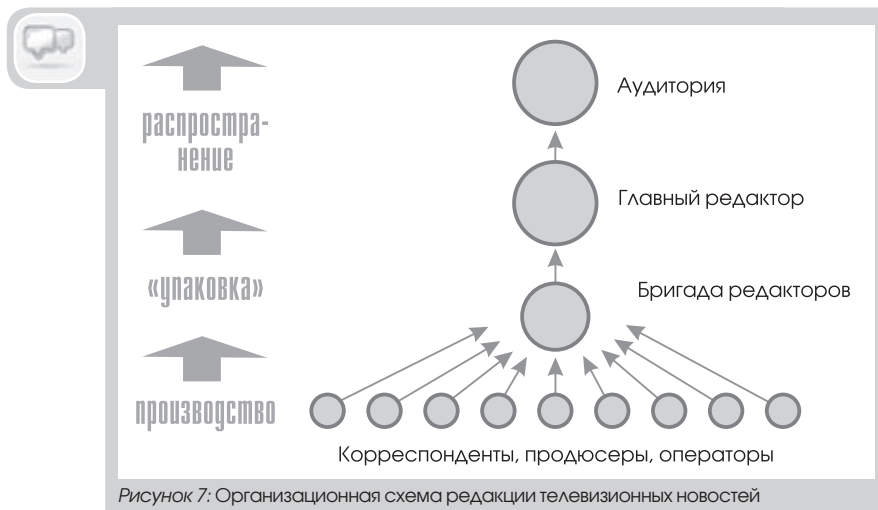 распростра-
нение
«упаковка»
производство
Аудитория
Главный редактор
Бригада редакторов
Корреспонденты, продюсеры, операторы
Рисунок 7: Организационная схема редакции телевизионных новостей